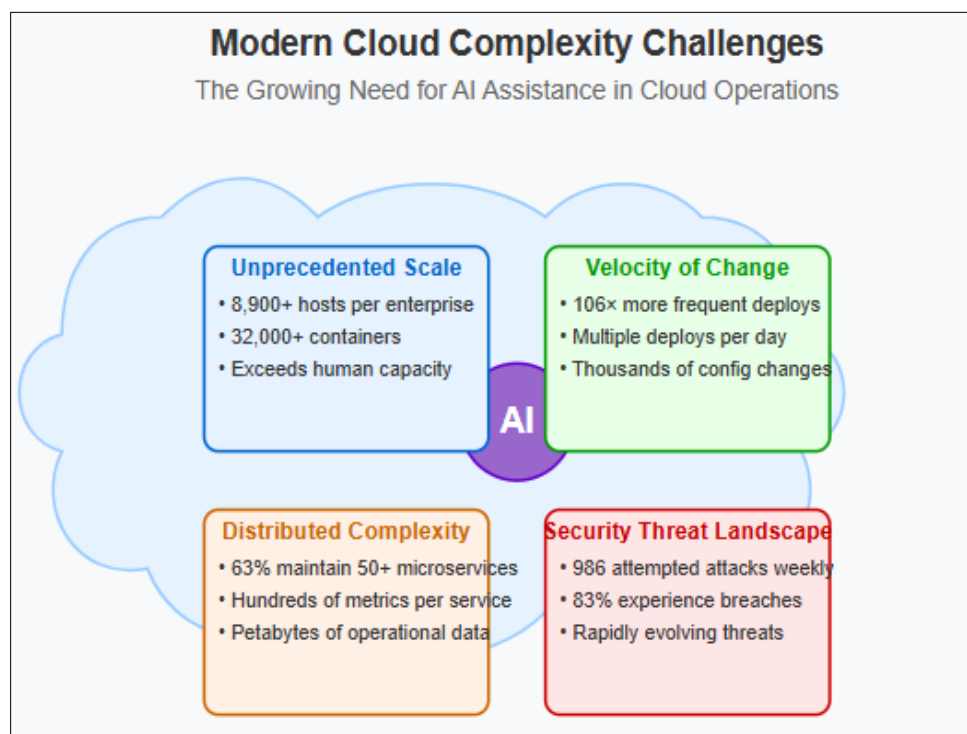 Modern Cloud Complexity Challenges
The Growing Need for AI Assistance in Cloud Operations
Unprecedented Scale
• 8,900+ hosts per enterprise
• 32,000+ containers
• Exceeds human capacity
Velocity of Change
• 106× more frequent deploys
• Multiple deploys per day
• Thousands of config changes
AI
Distributed Complexity
• 63% maintain 50+ microservices
• Hundreds of metrics per service
• Petabytes of operational data
Security Threat Landscape
• 986 attempted attacks weekly
• 83% experience breaches
• Rapidly evolving threats